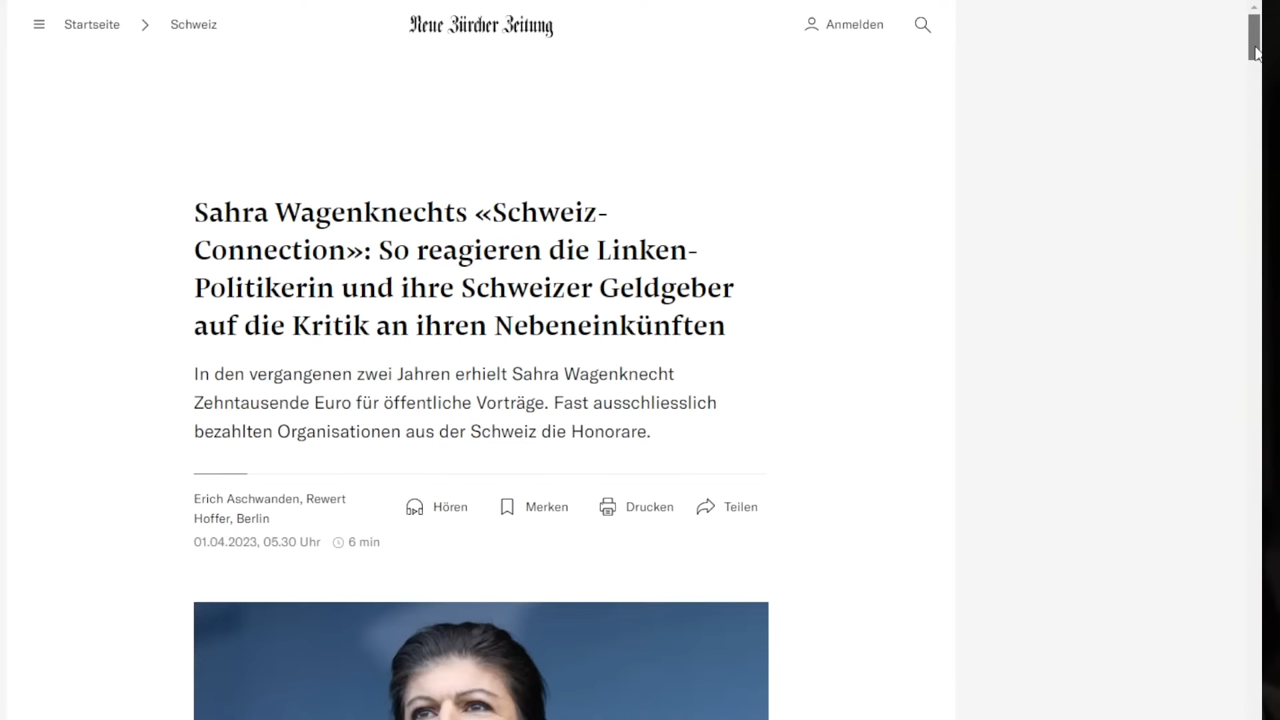 Startseite
Schweiz
Neue Zürcher Zeitung
Anmelden
Sahra Wagenknechts «Schweiz-
Connection»: So reagieren die Linken-
Politikerin und ihre Schweizer Geldgeber
auf die Kritik an ihren Nebeneinkünften
In den vergangenen zwei Jahren erhielt Sahra Wagenknecht
Zehntausende Euro für öffentliche Vorträge. Fast ausschliesslich
bezahlten Organisationen aus der Schweiz die Honorare.
Erich Aschwanden, Rewert
Hoffer, Berlin
01.04.2023, 05.30 Uhr
6 min
Hören
Merken
Drucken
Teilen